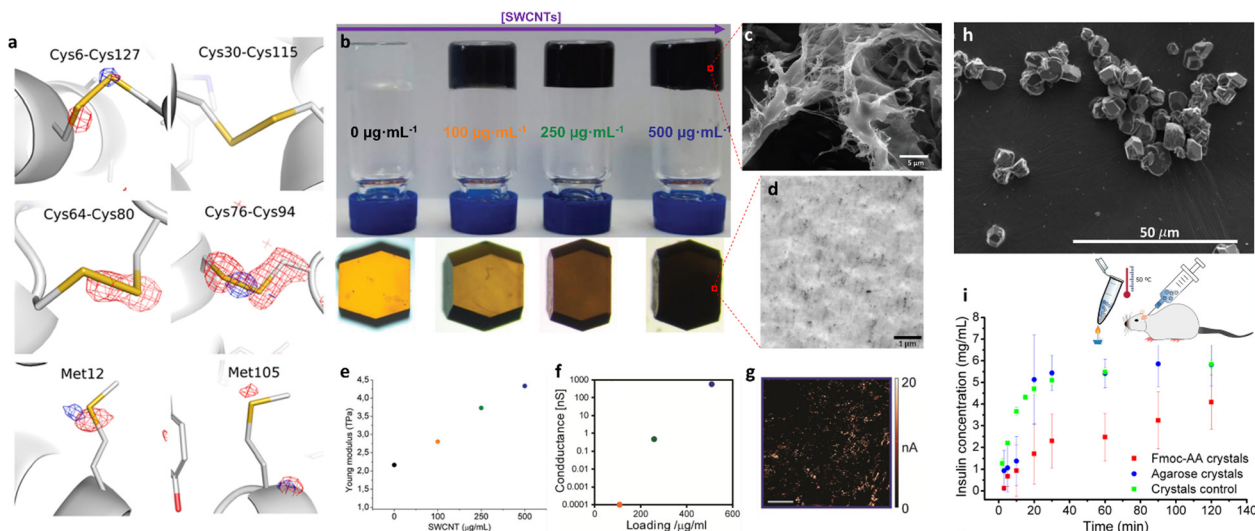 [SWCNTs]
a
Cys6-Cys127
Cys30-Cys115
Cys64-Cys80
Cys76-Cys94
Met12
Met105
b
0 µg·mL-1
100 µg·mL-1
250 µg·mL-1
500 µg·mL-1
c
5 µm
d
1 µm
e
Young modulus (TPa)
4,5
4,0
3,5
3,0
2,5
2,0
1,5
1,0
0
100
250
500
SWCNT (µg/mL)
f
Condductance [nS]
1000
100
10
1
0.1
0.01
0.001
0.0001
0
200
400
600
Loading /µg/ml
g
20
nA
0
h
50 µm
i
50 ºC
Insulin concentration (mg/mL)
8
7
6
5
4
3
2
1
0
Fmoc-AA crystals
Agarose crystals
Crystals control
0
20
40
60
80
100
120
140
Time (min)